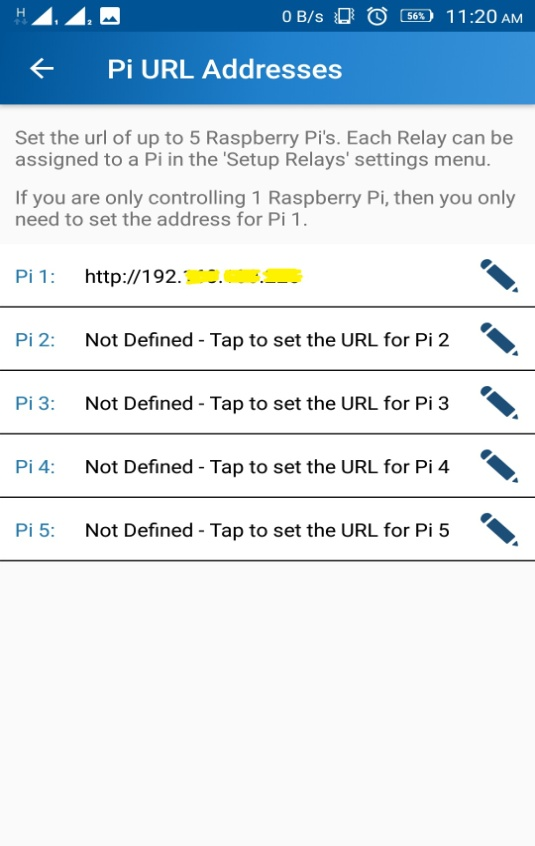 H 1 2 0 B/s 56% 11:20 AM
Pi URL Addresses
Set the url of up to 5 Raspberry Pi's. Each Relay can be
assigned to a Pi in the 'Setup Relays' settings menu.
If you are only controlling 1 Raspberry Pi, then you only
need to set the address for Pi 1.
Pi 1: http://192.
Pi 2: Not Defined - Tap to set the URL for Pi 2
Pi 3: Not Defined - Tap to set the URL for Pi 3
Pi 4: Not Defined - Tap to set the URL for Pi 4
Pi 5: Not Defined - Tap to set the URL for Pi 5